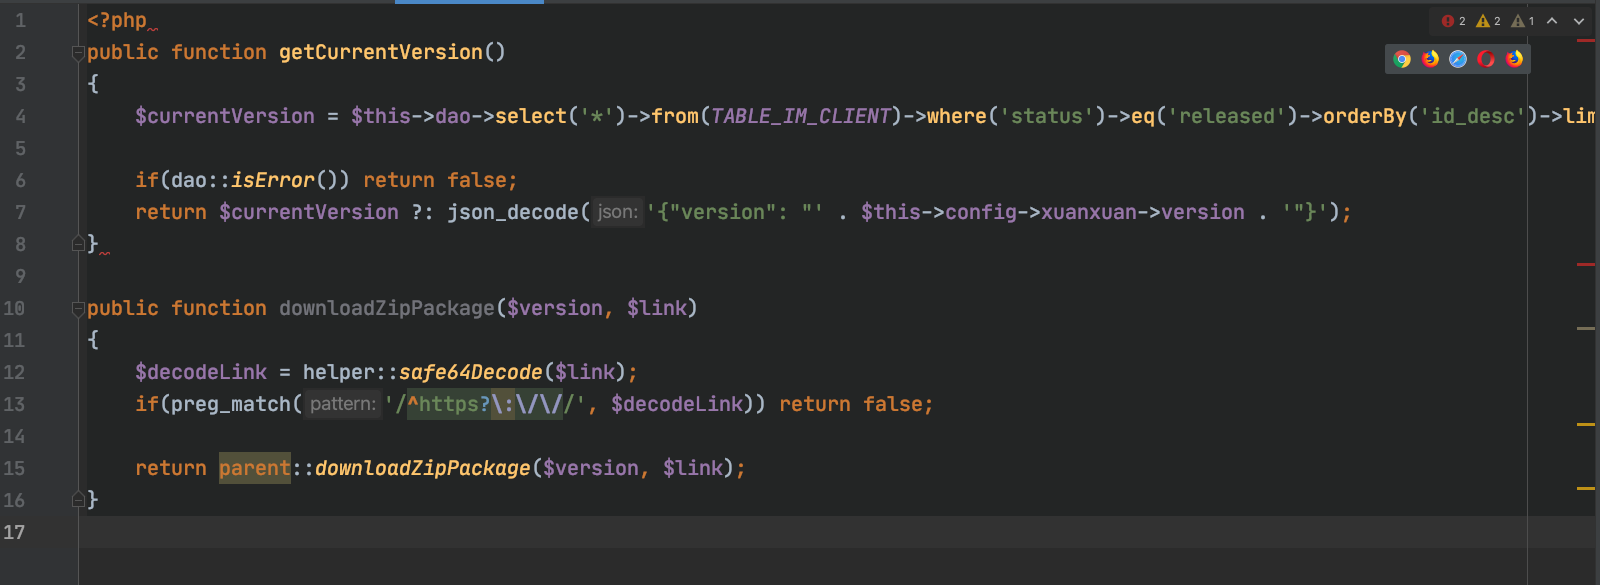 1 <?php
2 public function getCurrentVersion()
3 {
4 $currentVersion = $this->dao->select('*')->from(TABLE_IM_CLIENT)->where('status')->eq('released')->orderBy('id_desc')->lim
5
6 if(dao::isError()) return false;
7 return $currentVersion ?: json_decode( json: '{"version": "' . $this->config->xuanxuan->version . '"}');
8 }
9
10 public function downloadZipPackage($version, $link)
11 {
12 $decodeLink = helper::safe64Decode($link);
13 if(preg_match( pattern: '/^https?\:\/\//', $decodeLink)) return false;
14
15 return parent::downloadZipPackage($version, $link);
16 }
17
2 2 1